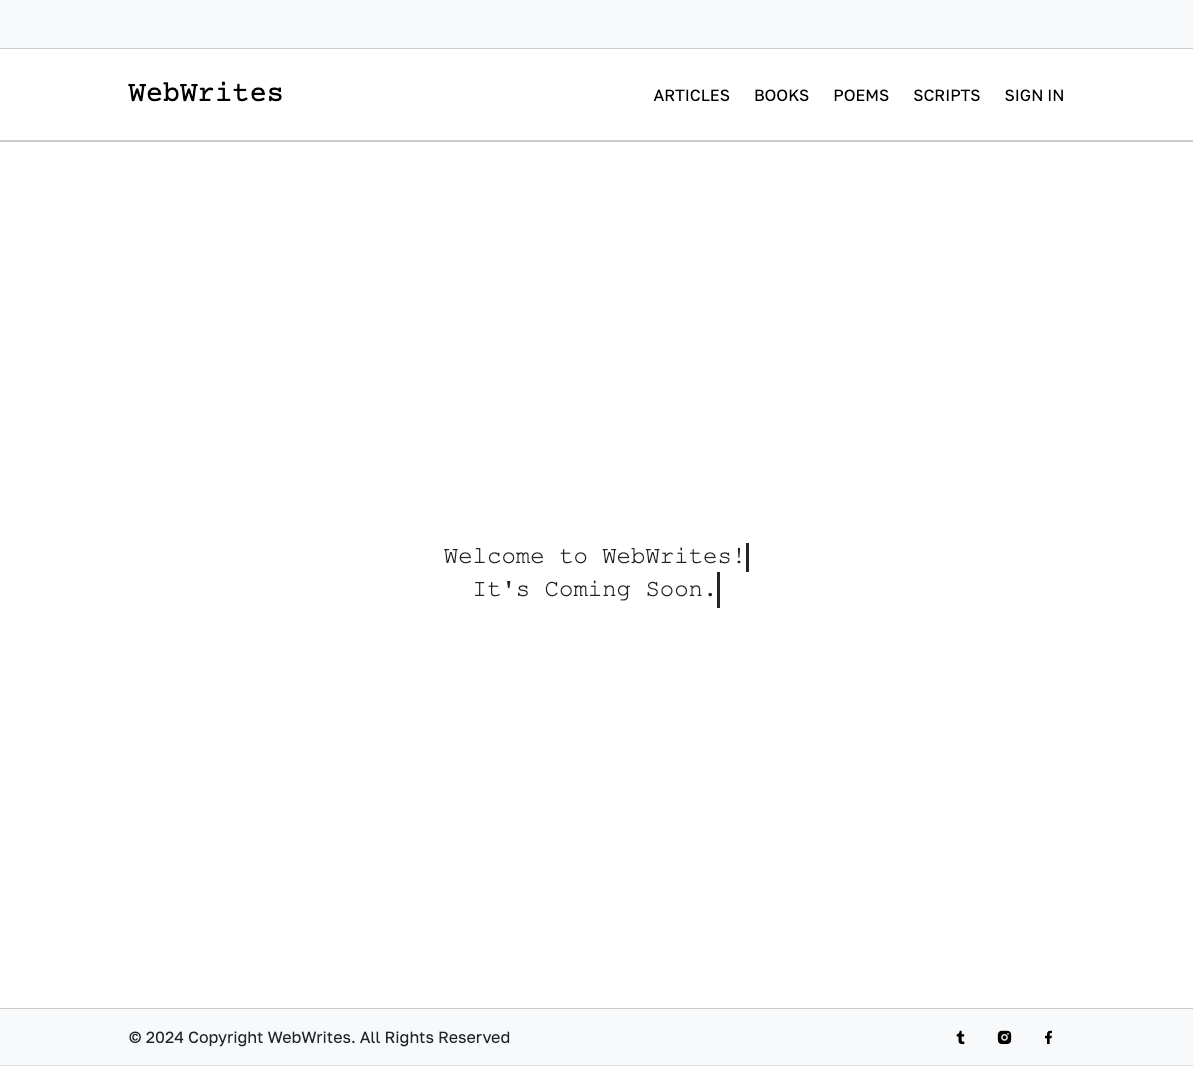 WebWrites
ARTICLES BOOKS POEMS SCRIPTS SIGN IN
Welcome to WebWrites!
It's Coming Soon.
© 2024 Copyright WebWrites. All Rights Reserved